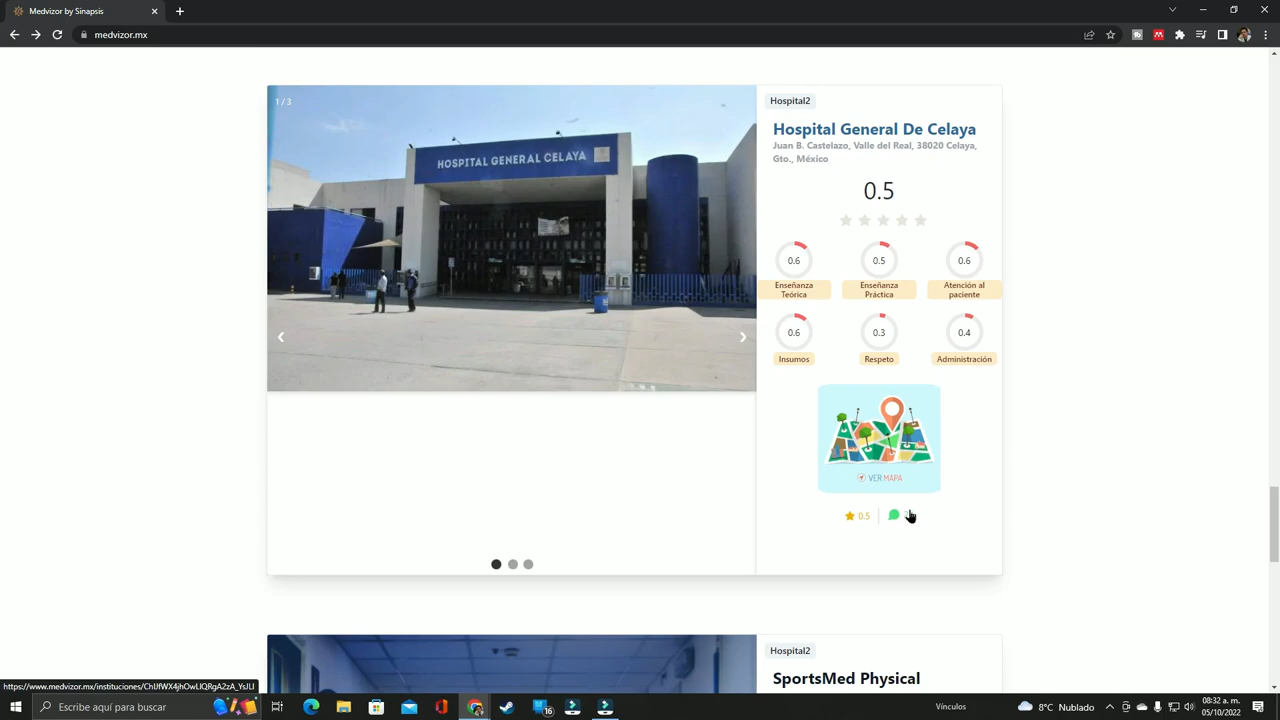 Medvizor by Sinapsis
medvizor.mx
1 / 3
HOSPITAL GENERAL CELAYA
Hospital2
Hospital General De Celaya
Juan B. Castelazo, Valle del Real, 38020 Celaya,
Gto., México
0.5
0.6
0.5
0.6
Enseñanza
Teórica
Enseñanza
Práctica
Atención al
paciente
0.6
0.3
0.4
Insumos
Respeto
Administración
VER MAPA
0.5
Hospital2
SportsMed Physical
https://www.medvizor.mx/instituciones/ChIJfWX4jhOwLIQRgA2zA_YsJLI
Escribe aquí para buscar
16
Vínculos
8°C Nublado
08:32 a. m.
05/10/2022